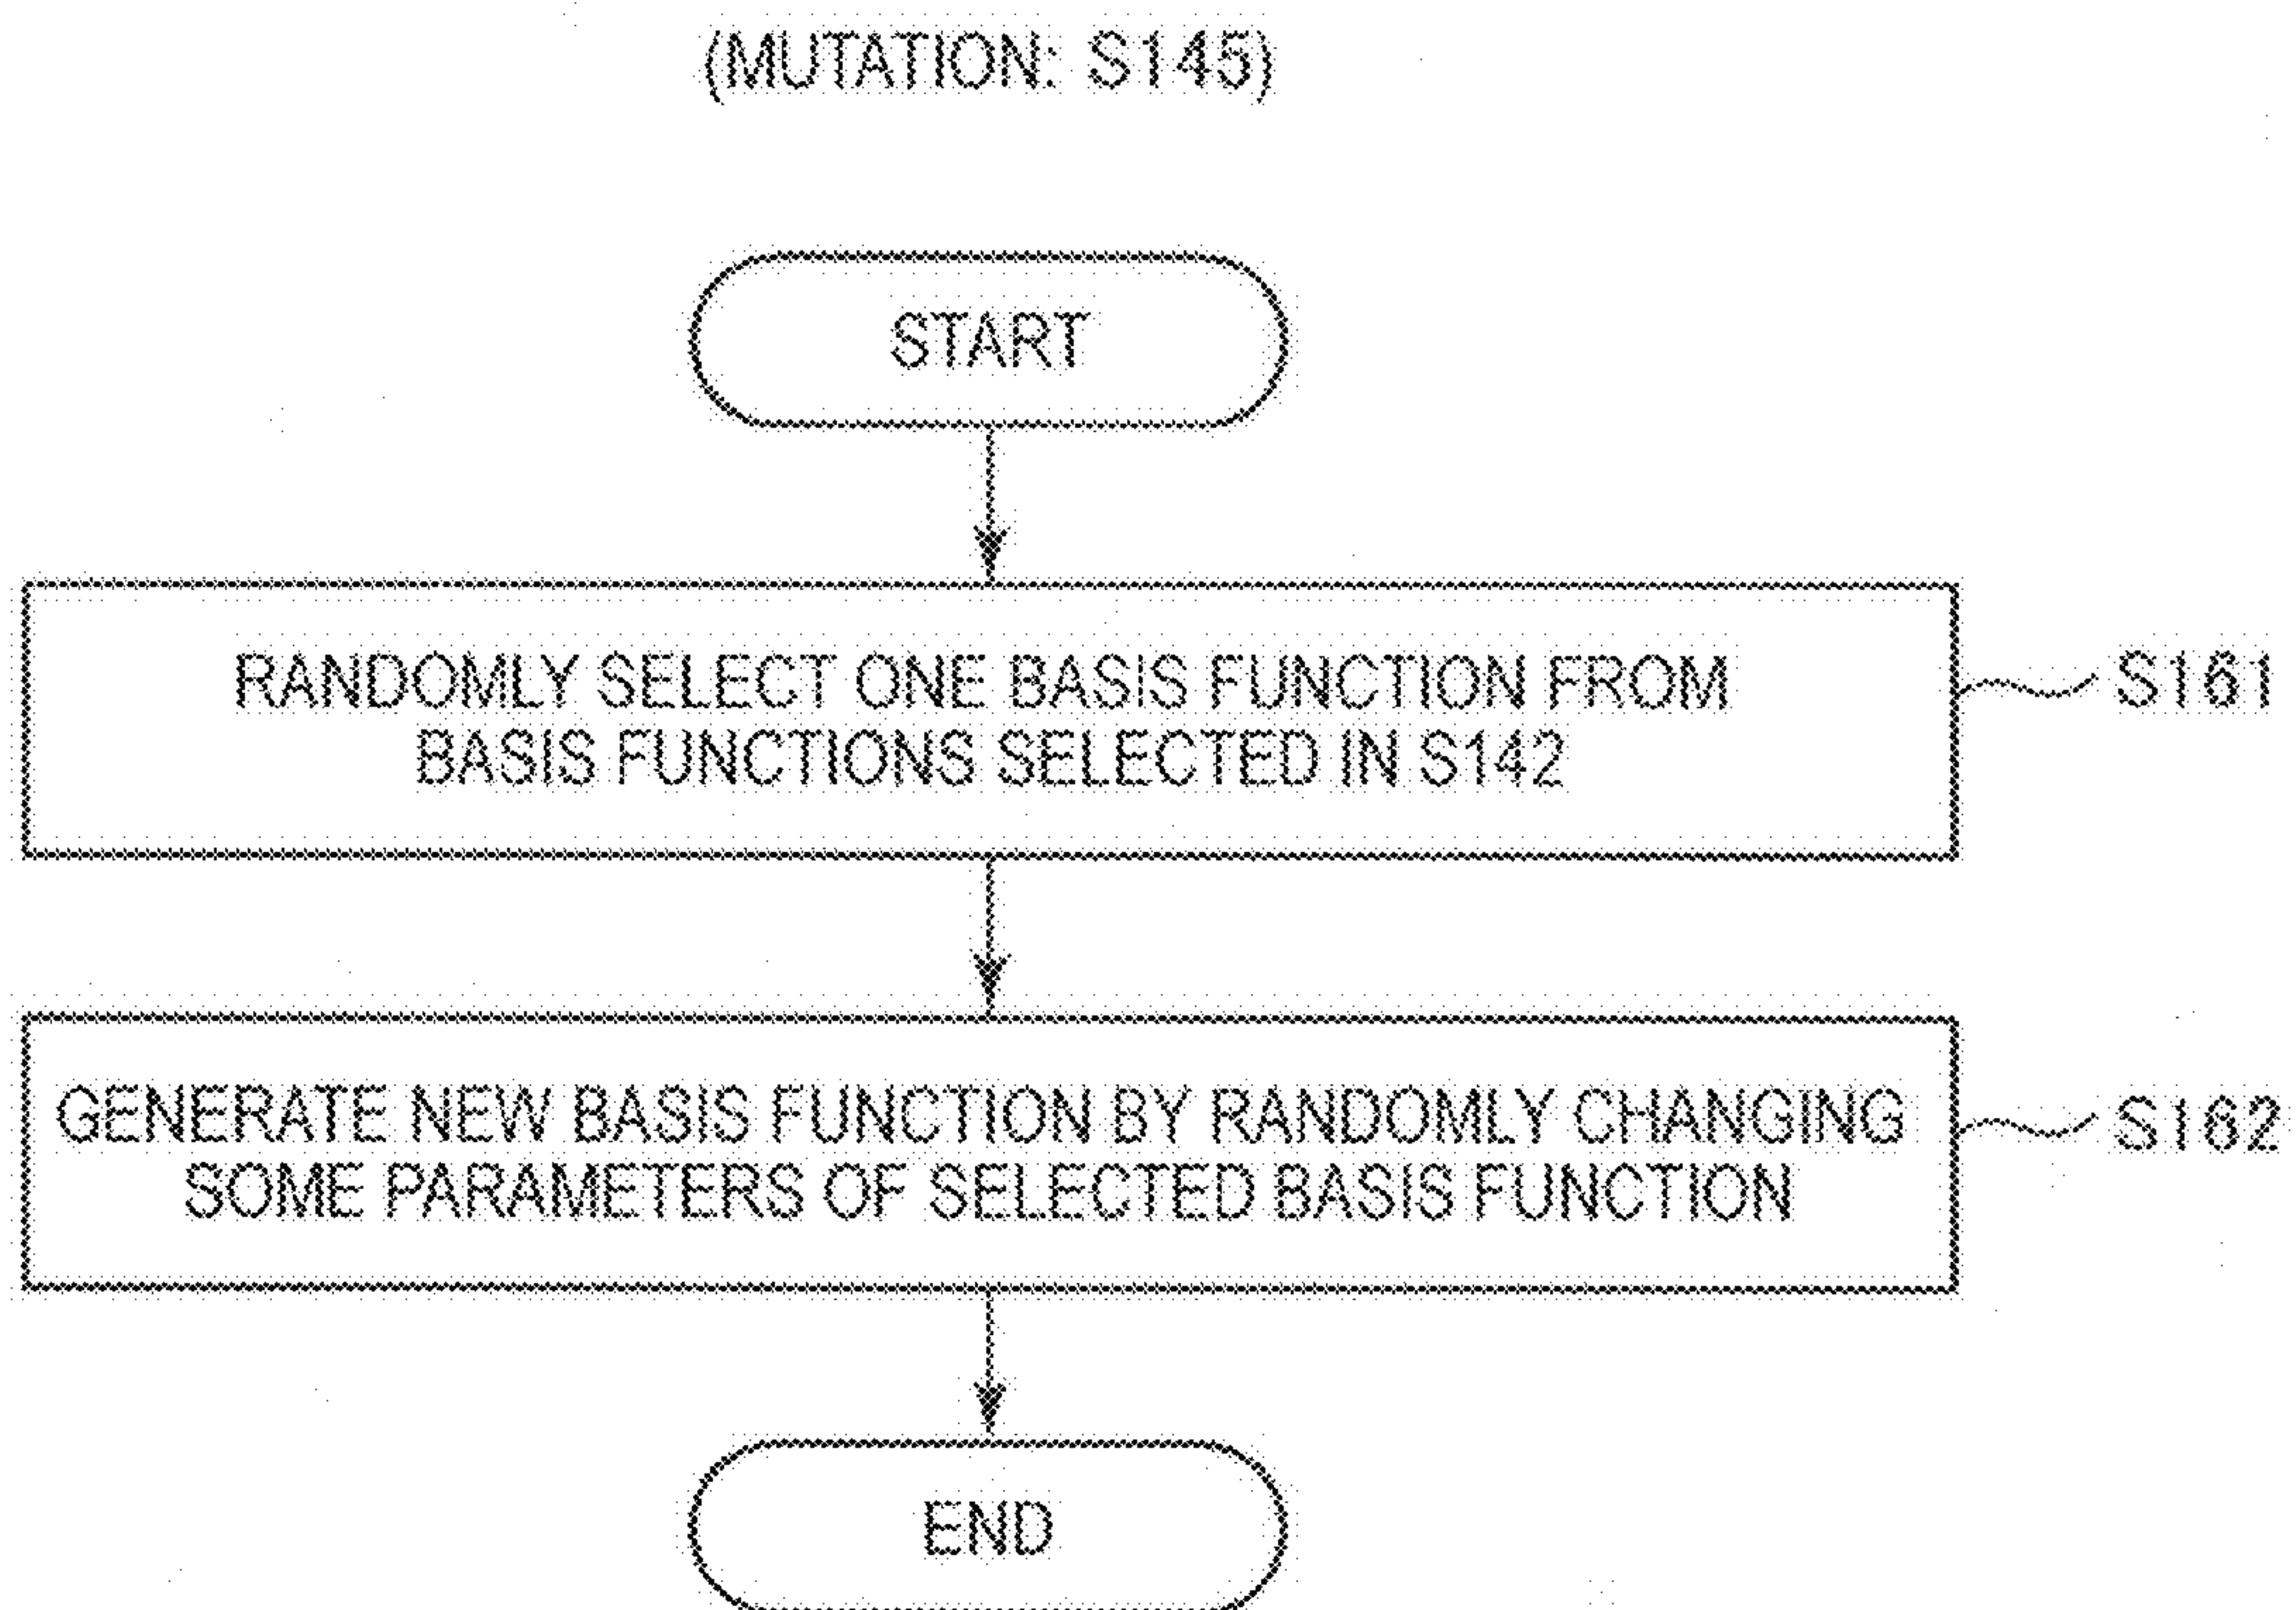 (MUTATION: S145)
START
RANDOMLY SELECT ONE BASIS FUNCTION FROM
BASIS FUNCTIONS SELECTED IN S142
S161
GENERATE NEW BASIS FUNCTION BY RANDOMLY CHANGING
SOME PARAMETERS OF SELECTED BASIS FUNCTION
S162
END